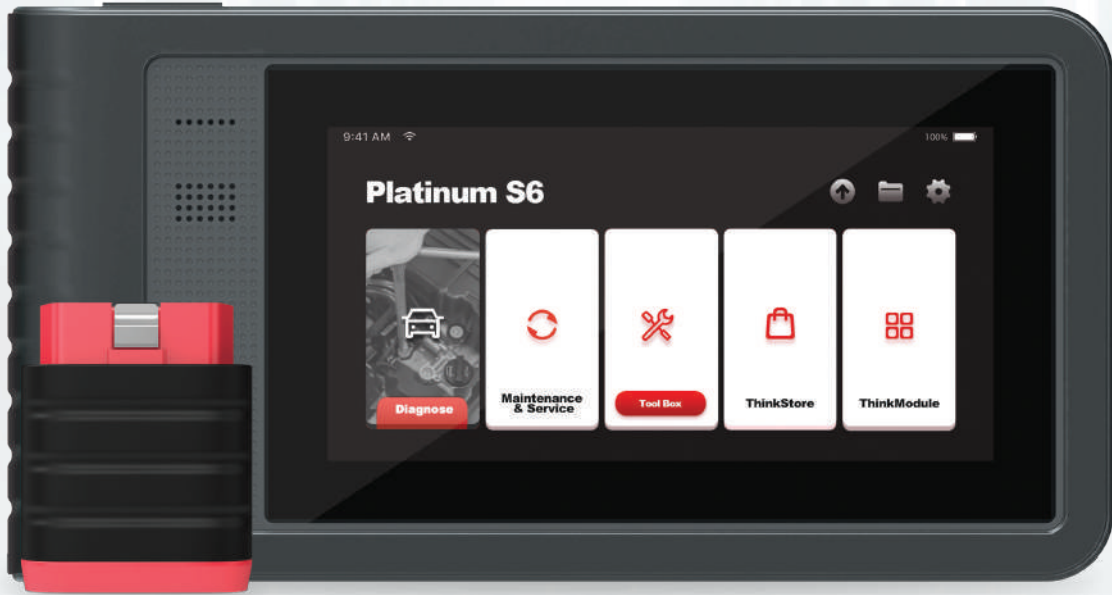 9:41 AM
100%
Platinum S6
Diagnose
Maintenance
& Service
Tool Box
ThinkStore
ThinkModule